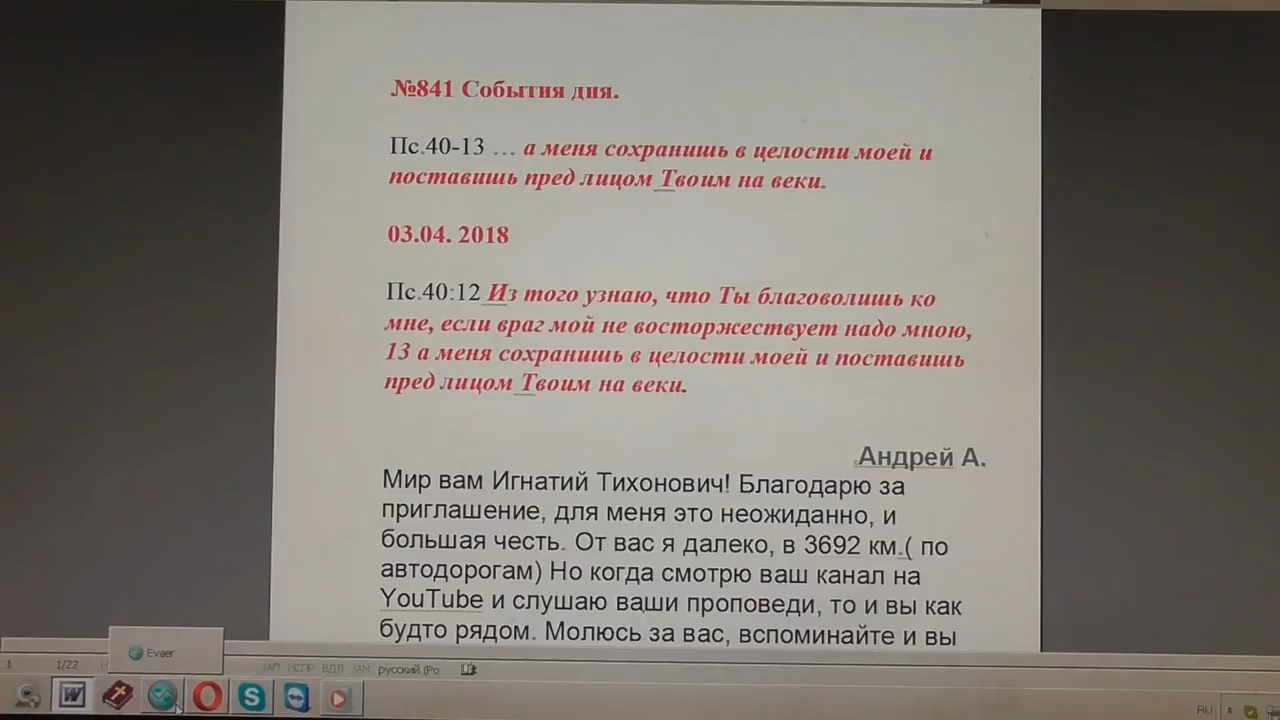 №841 События дня.
Пс.40-13 … а меня сохранишь в целости моей и
поставишь пред лицом Твоим на веки.
03.04. 2018
Пс.40:12 Из того узнаю, что Ты благоволишь ко
мне, если враг мой не восторжествует надо мною,
13 а меня сохранишь в целости моей и поставишь
пред лицом Твоим на веки.
Андрей А.
Мир вам Игнатий Тихонович! Благодарю за
приглашение, для меня это неожиданно, и
большая честь. От вас я далеко, в 3692 км.( по
автодорогам) Но когда смотрю ваш канал на
YouTube и слушаю ваши проповеди, то и вы как
будто рядом. Молюсь за вас, вспоминайте и вы
Evaer
1 1/22 ЗАП ИСПР ВДЛ ЗАМ русский (Ро
RU